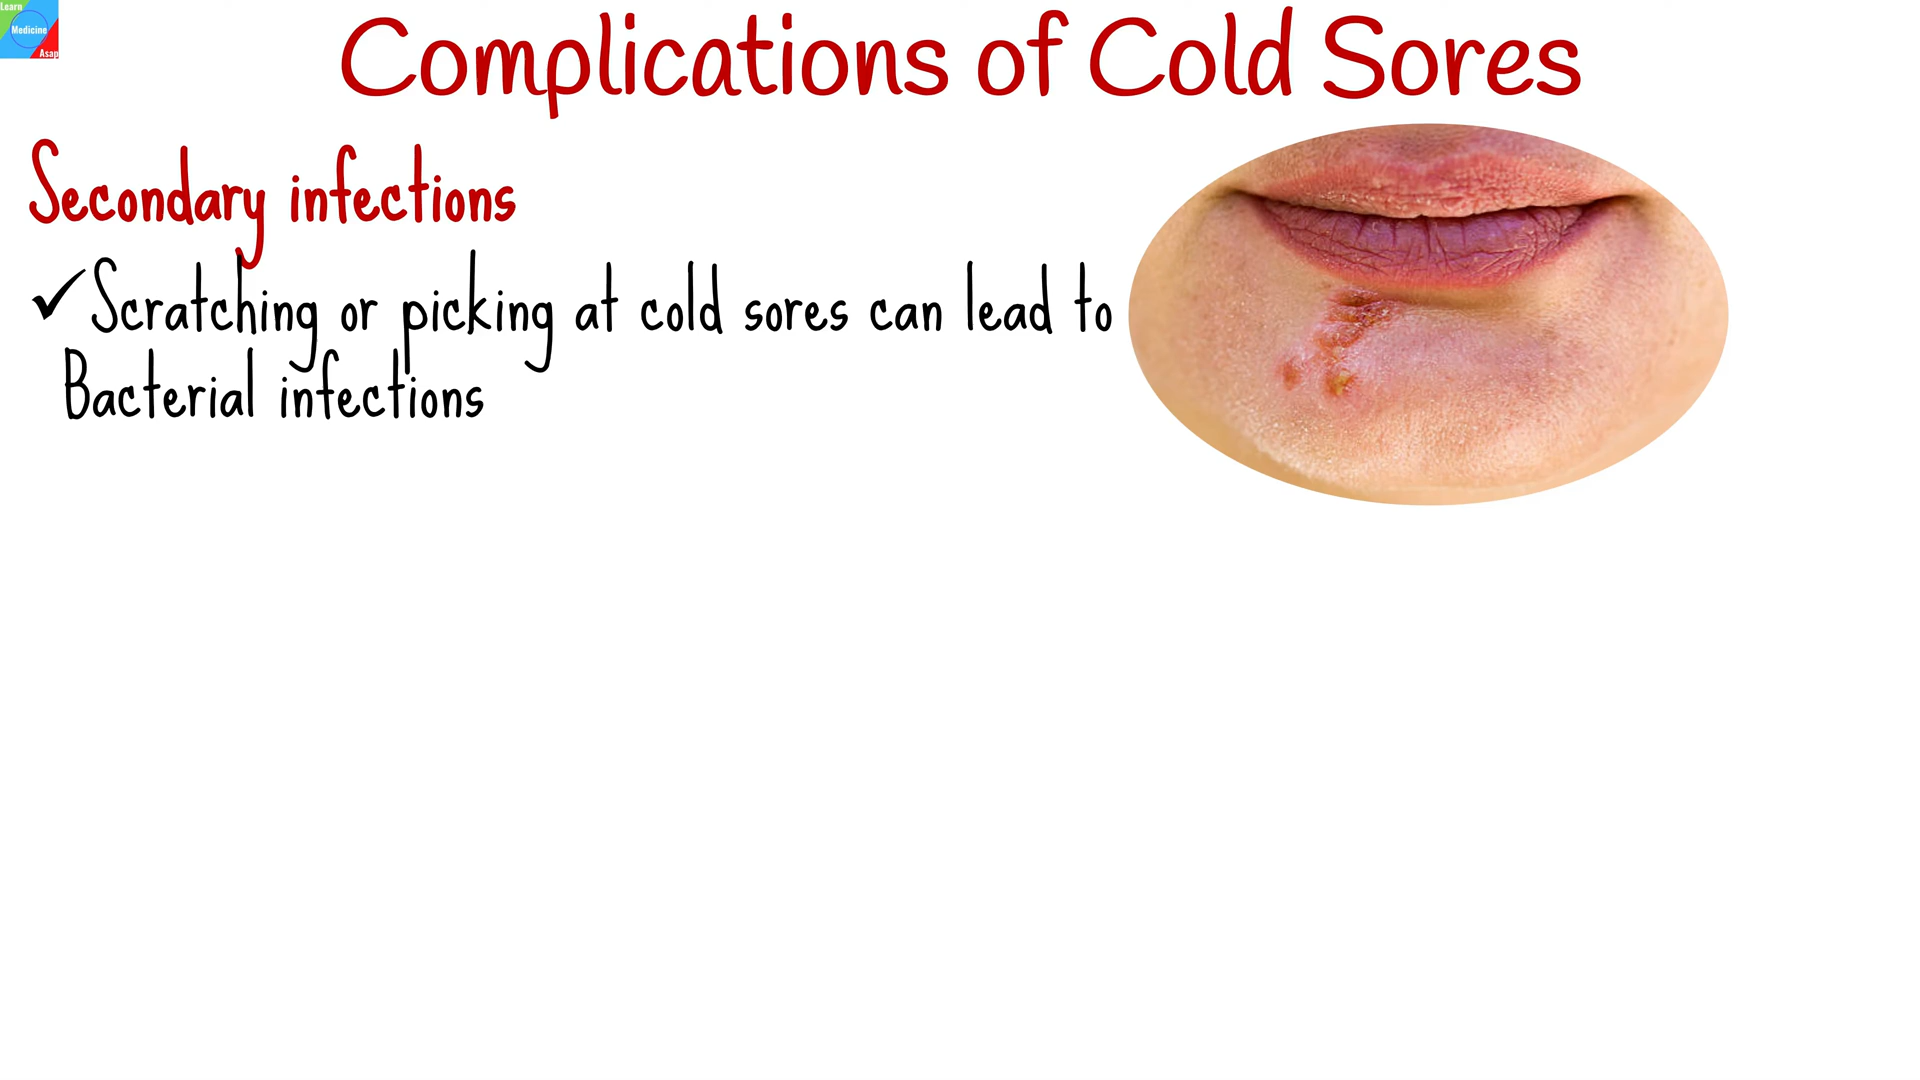 Learn
Medicine
Asap
Complications of Cold Sores
Secondary infections
✓Scratching or picking at cold sores can lead to
Bacterial infections